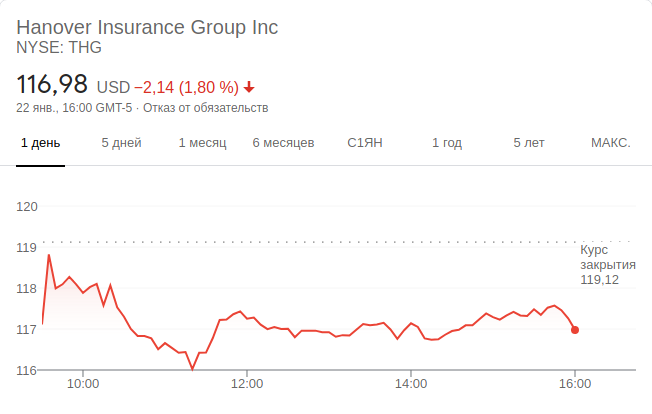 Hanover Insurance Group Inc
NYSE: THG
116,98 USD −2,14 (1,80 %)
22 янв., 16:00 GMT-5 · Отказ от обязательств
1 день 5 дней 1 месяц 6 месяцев С1ЯН 1 год 5 лет МАКС.
120
119
118
117
116
Курс
закрытия
119,12
10:00 12:00 14:00 16:00